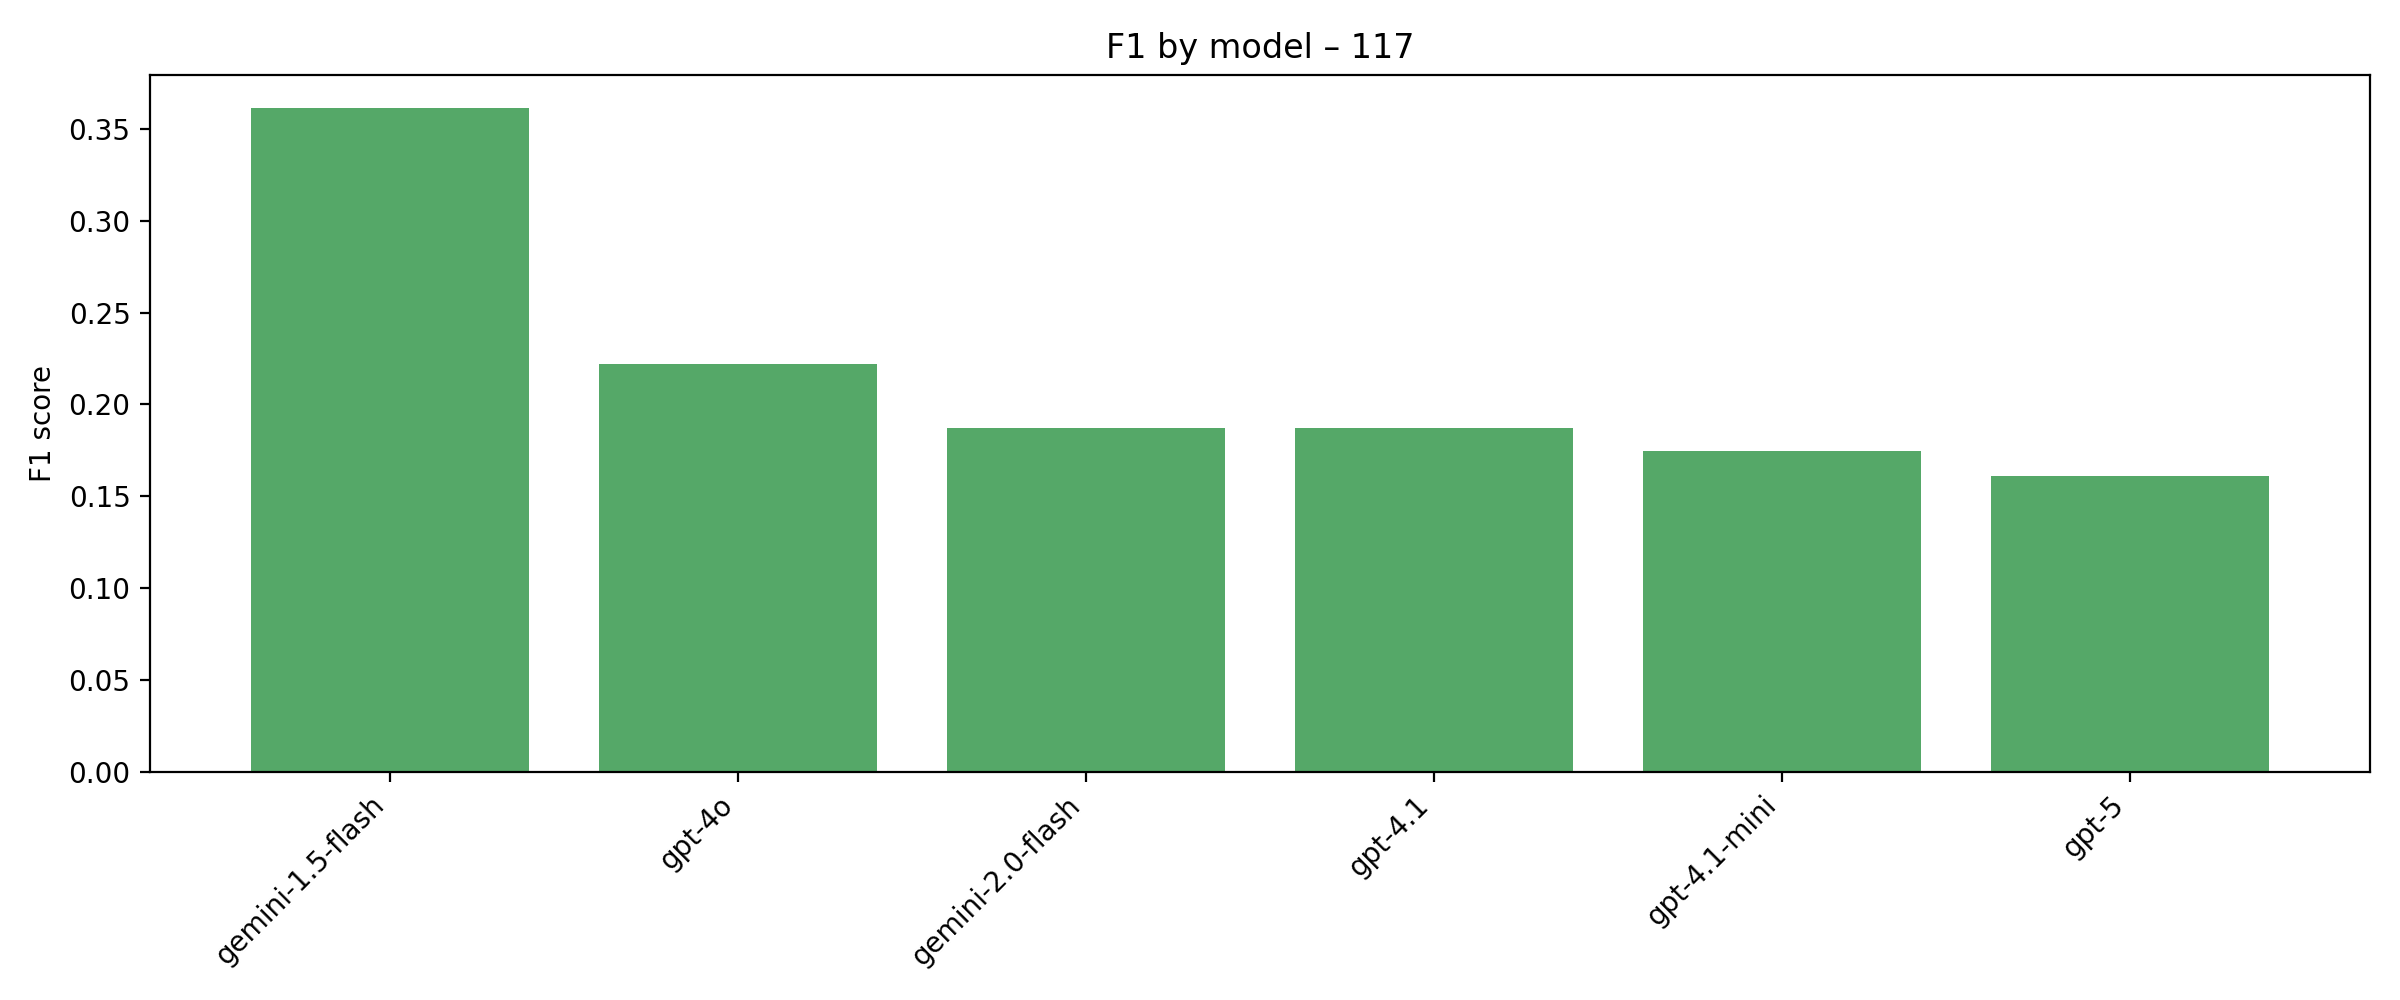 F1 by model – 117
F1 score
0.35
0.30
0.25
0.20
0.15
0.10
0.05
0.00
gemini-1.5-flash
gpt-4o
gemini-2.0-flash
gpt-4.1
gpt-4.1-mini
gpt-5